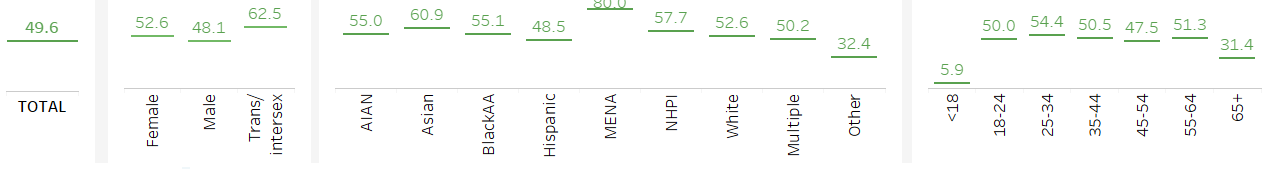 49.6
TOTAL
52.6 48.1 62.5
Female Male Trans/
intersex
55.0 60.9 55.1 48.5 80.0 57.7 52.6 50.2 32.4
AIAN Asian BlackAA Hispanic MENA NHPI White Multiple Other
5.9 50.0 54.4 50.5 47.5 51.3 31.4
<18 18-24 25-34 35-44 45-54 55-64 65+